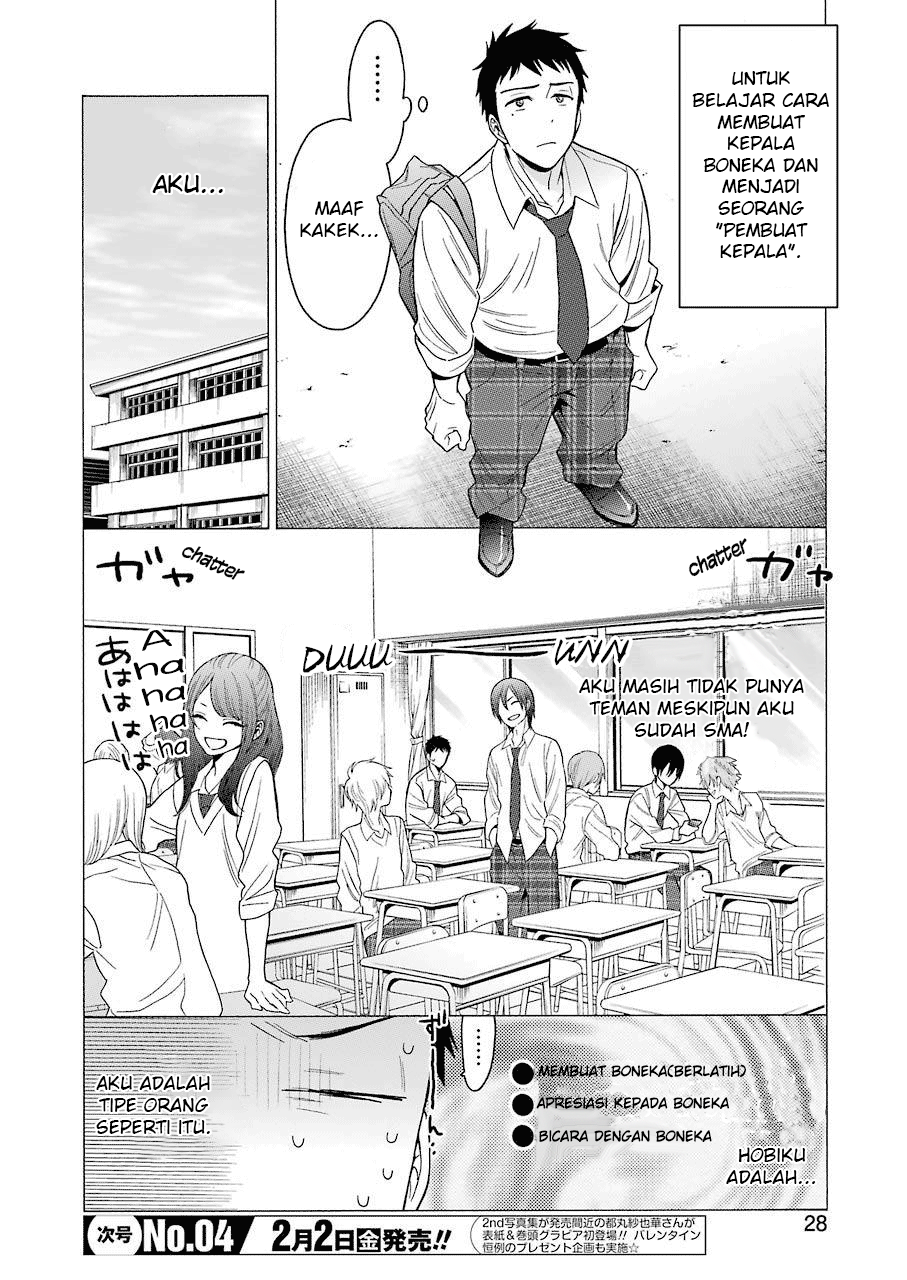 UNTUK
BELAJAR CARA
MEMBUAT
KEPALA
BONEKA DAN
MENJADI
SEORANG
"PEMBUAT
KEPALA".
......
MAAF
KAKEK...
AKU...
chatter
ガヤ
ガヤ
chatter
DUUU
UNN
AKU MASIH TIDAK PUNYA
TEMAN MESKIPUN AKU
SUDAH SMA!
A ha ha ha ha
あははははは
......
MEMBUAT BONEKA(BERLATIH)
APRESIASI KEPADA BONEKA
BICARA DENGAN BONEKA
HOBIKU
ADALAH...
ずーーん.
AKU ADALAH
TIPE ORANG
SEPERTI ITU.
28
次号 No.04 2月2日金発売!!
2nd写真集が発売間近の都丸紗也華さんが
表紙&巻頭グラビア初登場!! バレンタイン
恒例のプレゼント企画も実施☆